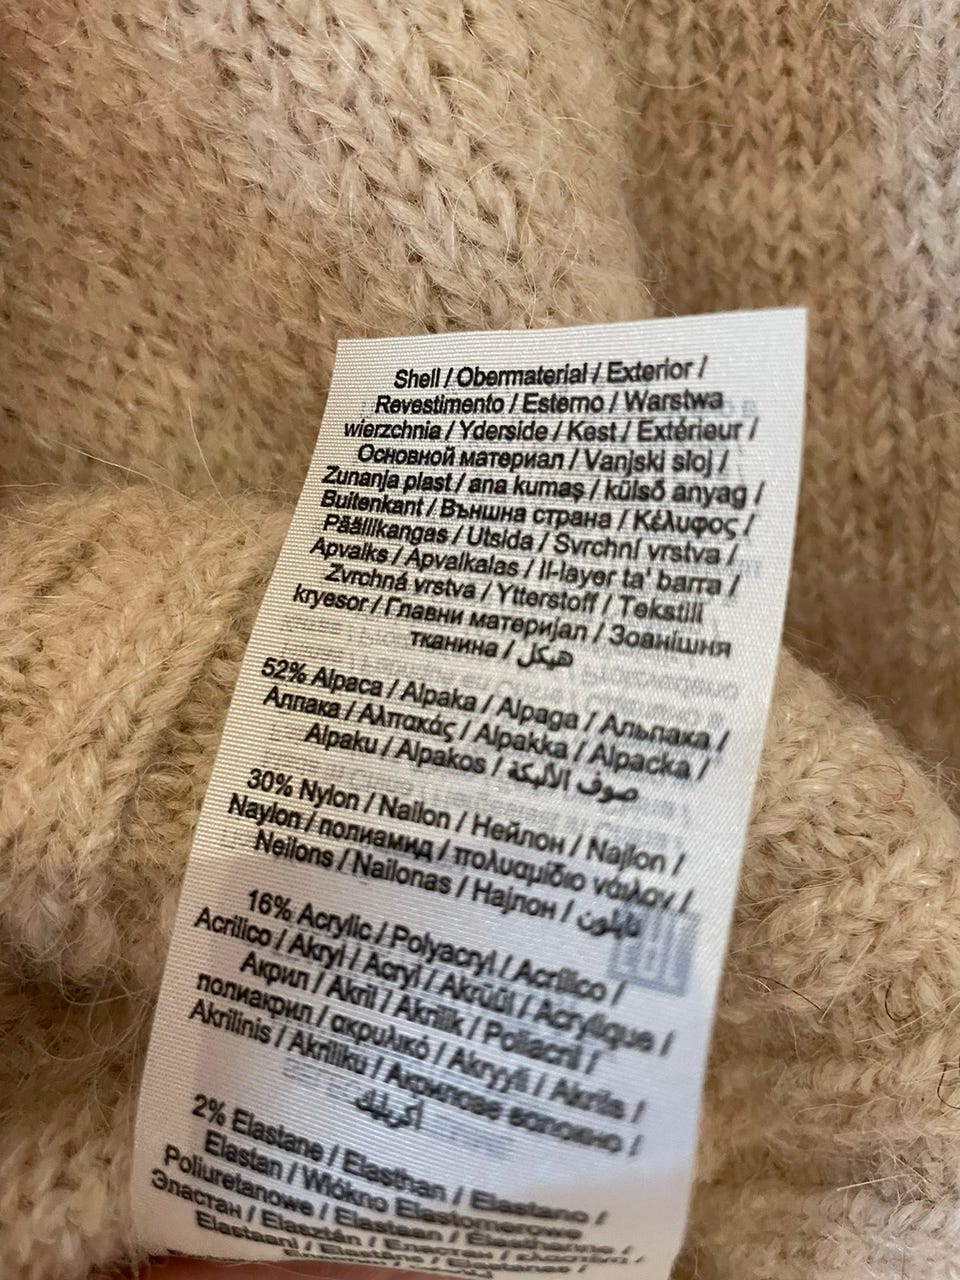 Shell / Obermaterial / Exterior /
Revestimento / Esterno / Warstwa
wierzchnia / Yderside / Kest / Extérieur /
Основной материал / Vanjski sloj /
Zunanja plast / ana kumaş / külső anyag /
Buitenkant / Външна страна / Κέλυφος /
Päällikangas / Utsida / Svrchní vrstva /
Apvalks / Apvalkalas / Il-layer ta' barra /
Zvrchná vrstva / Ytterstoff / Tekstili
kryesor / Главни материјал / Зовнішня
тканина / هيكل
52% Alpaca / Alpaka / Alpaga / Альпака /
Алпака / Αλπακάς / Alpakka / Alpacka /
Alpaku / Alpakos / صوف الألبكة
30% Nylon / Nailon / Нейлон / Najlon /
Naylon / полиамид / πολυαμίδιο νάιλον /
Neilons / Nailonas / Најлон / نايلون
16% Acrylic / Polyacryl / Acrílico /
Acrilico / Akryl / Acryl / Akrüül / Acrylique /
Акрил / Akril / Akrilik / Poliacril /
полиакрил / ακρυλικό / Akryyli / Akrils /
Akrilinis / Akriliku / Акрилове волокно /
أكريليك
2% Elastane / Elasthan / Elastano /
Elastan / Włókno Elastomerowe
Poliuretanowe / Elastaan / Élasthanne /
Эластан / Elasztán / Еластан /
Elastaani / Elastāns / Elastanas /